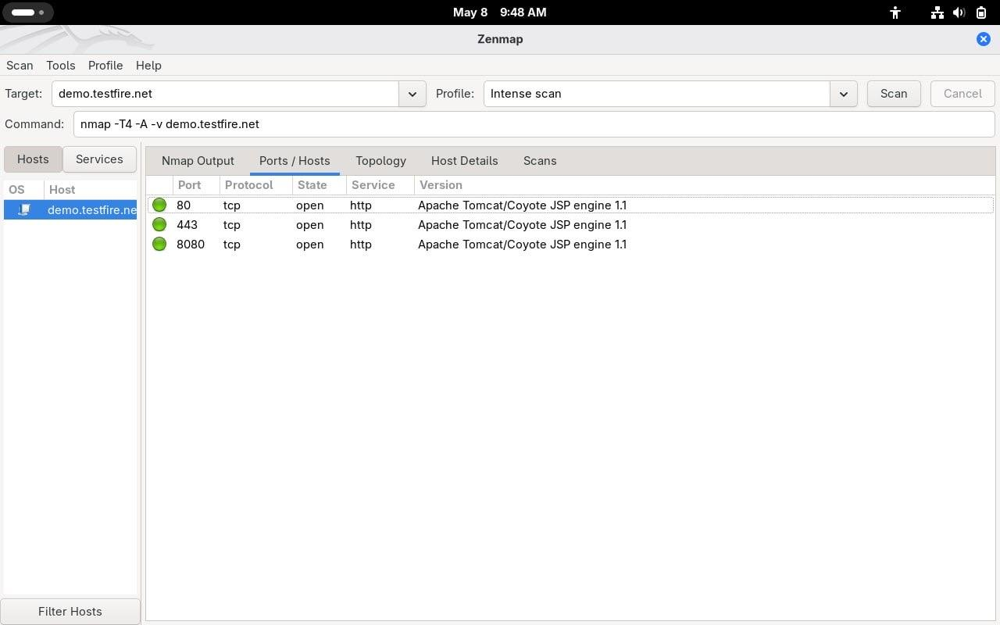 May 8 9:48 AM
Zenmap
Scan Tools Profile Help
Target: demo.testfire.net Profile: Intense scan Scan Cancel
Command: nmap -T4 -A -v demo.testfire.net
Hosts Services Nmap Output Ports / Hosts Topology Host Details Scans
OS Host Port Protocol State Service Version
demo.testfire.ne 80 tcp open http Apache Tomcat/Coyote JSP engine 1.1
443 tcp open http Apache Tomcat/Coyote JSP engine 1.1
8080 tcp open http Apache Tomcat/Coyote JSP engine 1.1
Filter Hosts